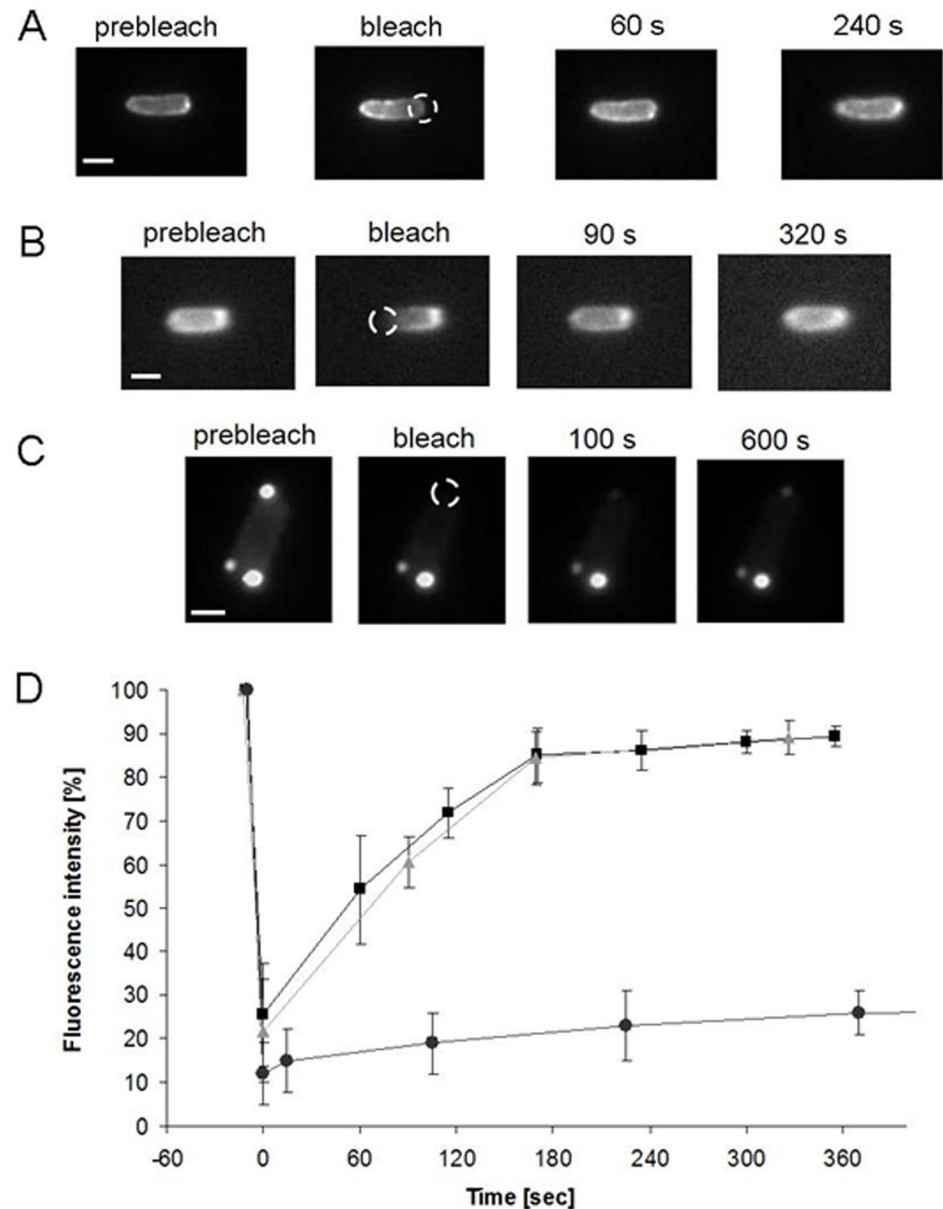 A
prebleach bleach 60 s 240 s
B
prebleach bleach 90 s 320 s
C
prebleach bleach 100 s 600 s
D
100
90
80
70
60
50
40
30
20
10
0
Fluorescence intensity [%]
-60 0 60 120 180 240 300 360
Time [sec]